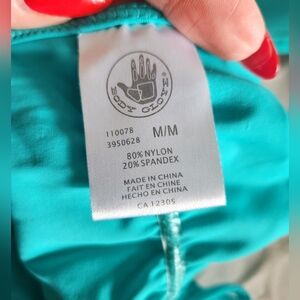 BODY GLOVE
110078 M/M
3950628
80% NYLON
20% SPANDEX
MADE IN CHINA
FAIT EN CHINE
HECHO EN CHINA
CA 12305